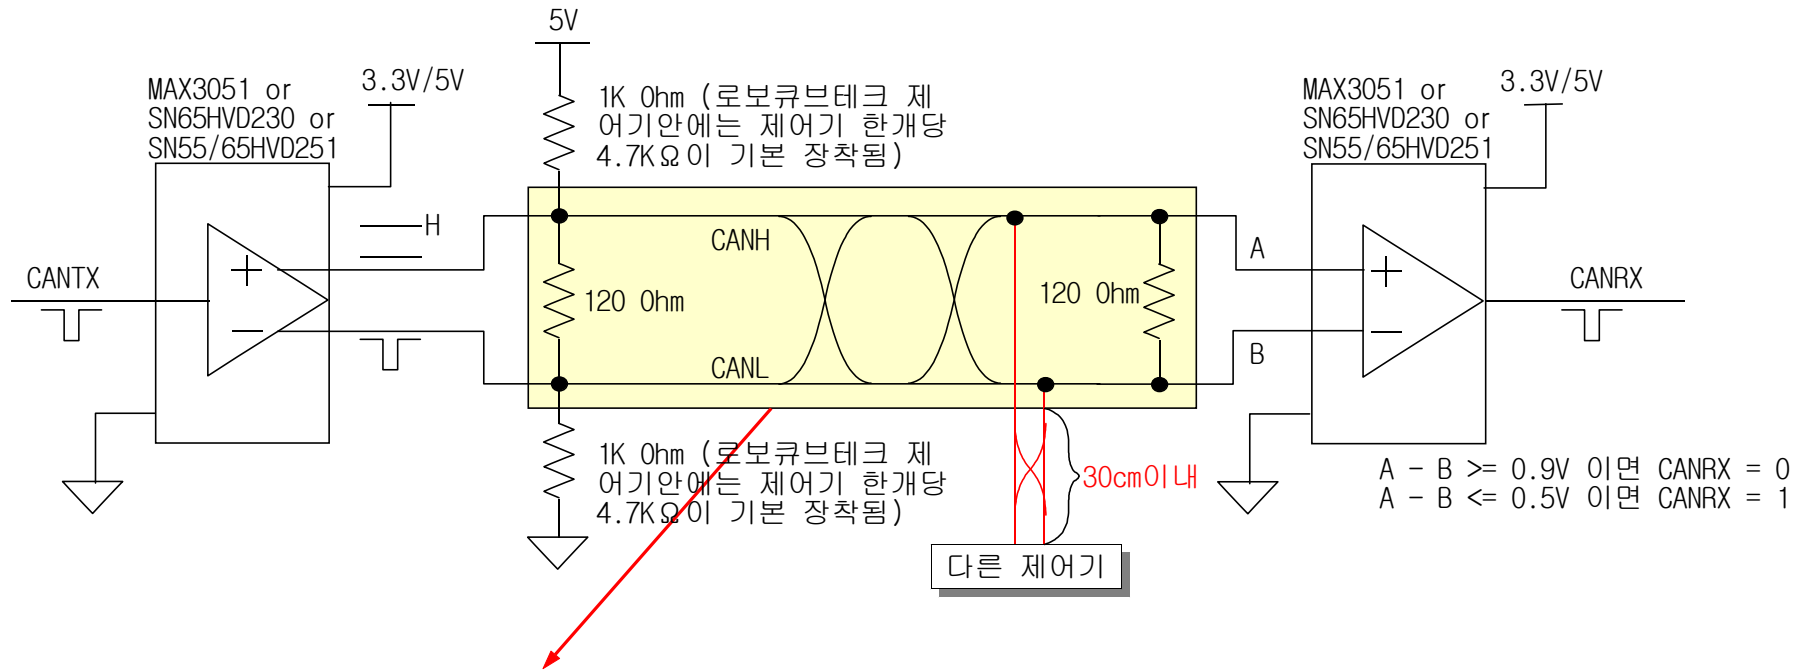 5V
MAX3051 or
SN65HVD230 or
SN55/65HVD251
3.3V/5V
1K Ohm (로보큐브테크 제
어기안에는 제어기 한개당
4.7KΩ이 기본 장착됨)
MAX3051 or
SN65HVD230 or
SN55/65HVD251
3.3V/5V
H
CANH
A
+
+
CANTX
120 Ohm
120 Ohm
CANRX
−
−
CANL
B
1K Ohm (로보큐브테크 제
어기안에는 제어기 한개당
4.7KΩ이 기본 장착됨)
30cm이내
A - B >= 0.9V 이면 CANRX = 0
A - B <= 0.5V 이면 CANRX = 1
다른 제어기